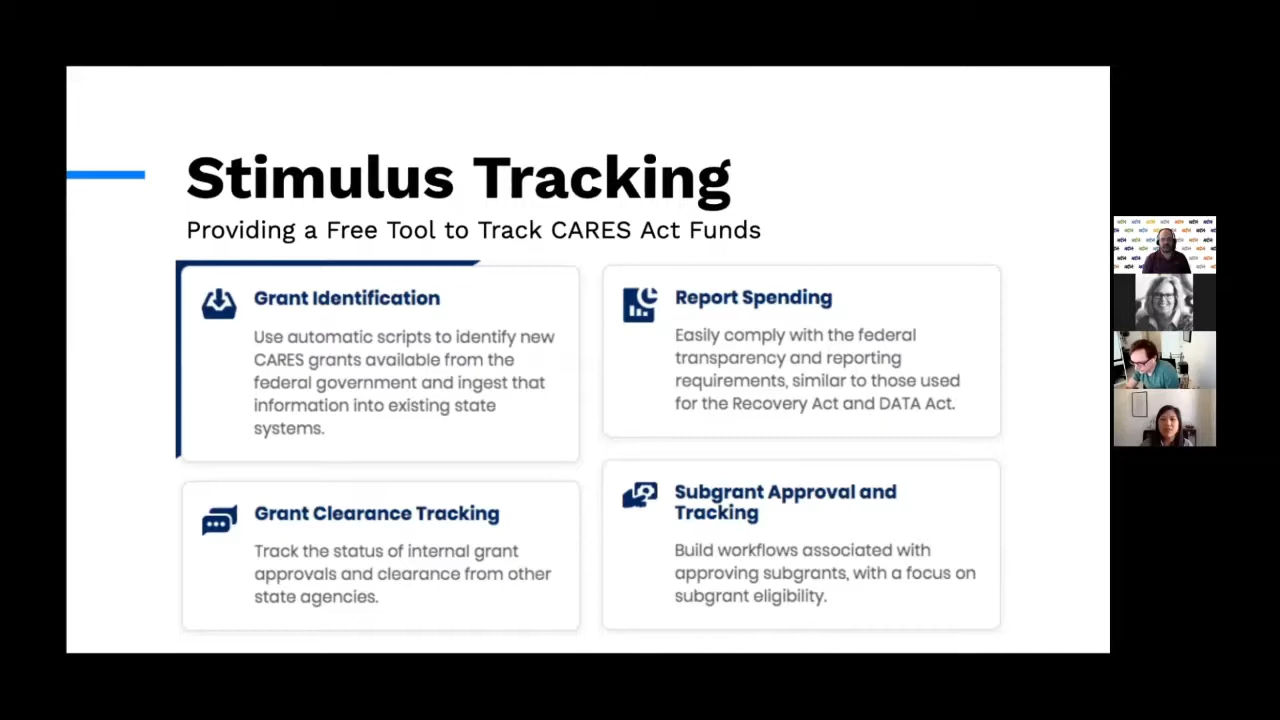 Stimulus Tracking
Providing a Free Tool to Track CARES Act Funds
Grant Identification
Use automatic scripts to identify new
CARES grants available from the
federal government and ingest that
information into existing state
systems.
Report Spending
Easily comply with the federal
transparency and reporting
requirements, similar to those used
for the Recovery Act and DATA Act.
Grant Clearance Tracking
Track the status of internal grant
approvals and clearance from other
state agencies.
Subgrant Approval and
Tracking
Build workflows associated with
approving subgrants, with a focus on
subgrant eligibility.